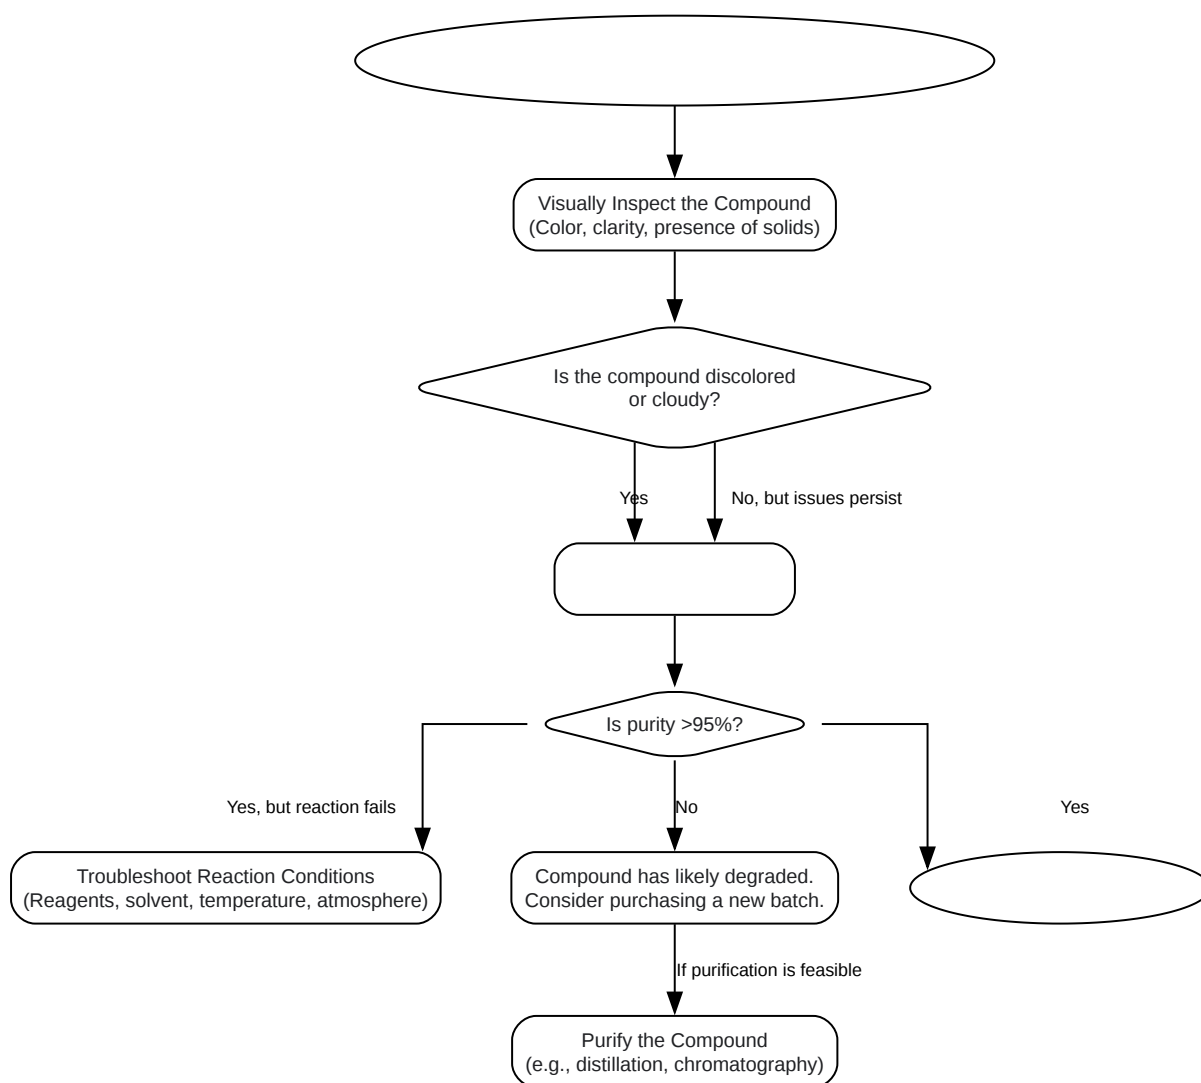 Visually Inspect the Compound
(Color, clarity, presence of solids)
Is the compound discolored
or cloudy?
Yes
No, but issues persist
Is purity >95%?
Yes, but reaction fails
No
Yes
Troubleshoot Reaction Conditions
(Reagents, solvent, temperature, atmosphere)
Compound has likely degraded.
Consider purchasing a new batch.
If purification is feasible
Purify the Compound
(e.g., distillation, chromatography)